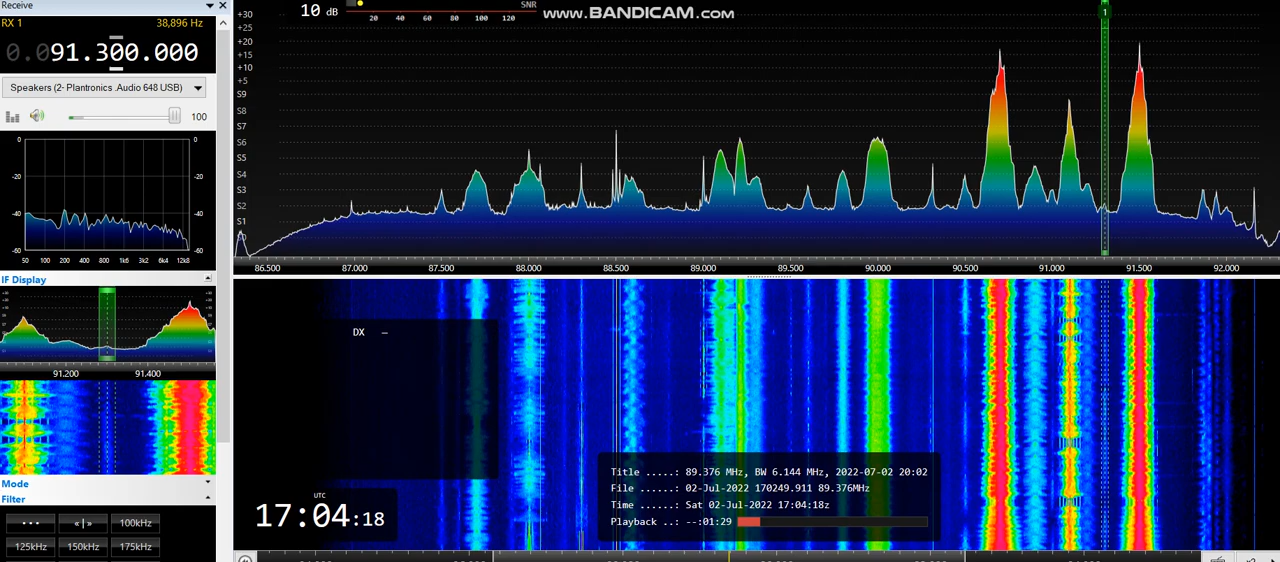 Receive
RX 1 38,896 Hz
0.091.300.000
Speakers (2- Plantronics .Audio 648 USB)
100
0 0
-20 -20
-40 -40
-60 -60
50 100 200 400 800 1k6 3k2 6k4 12k8
IF Display
91.200 91.400
Mode
Filter
••• «|» 100kHz
125kHz 150kHz 175kHz
10 dB
SNR
20 40 60 80 100 120
www.BANDICAM.com
1
+30
+25
+20
+15
+10
+5
S9
S8
S7
S6
S5
S4
S3
S2
S1
86.500 87.000 87.500 88.000 88.500 89.000 89.500 90.000 90.500 91.000 91.500 92.000
DX –
UTC
17:04:18
Title .....: 89.376 MHz, BW 6.144 MHz, 2022-07-02 20:02
File ......: 02-Jul-2022 170249.911 89.376MHz
Time ......: Sat 02-Jul-2022 17:04:18z
Playback ..: --:01:29